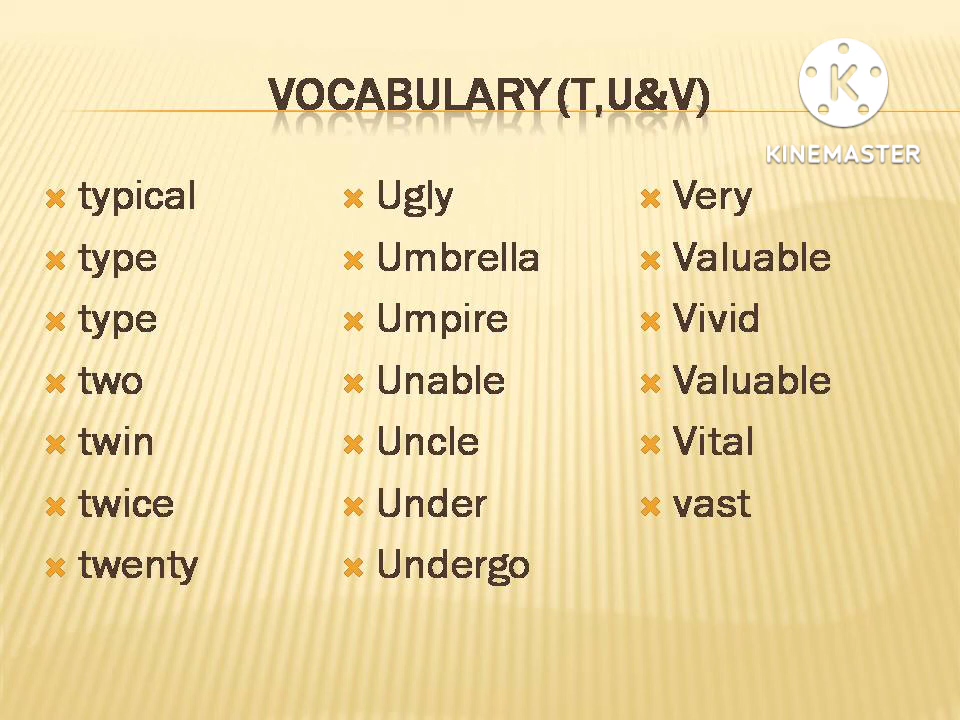 VOCABULARY (T,U&V)
K
KINEMASTER
typical
type
type
two
twin
twice
twenty
Ugly
Umbrella
Umpire
Unable
Uncle
Under
Undergo
Very
Valuable
Vivid
Valuable
Vital
vast